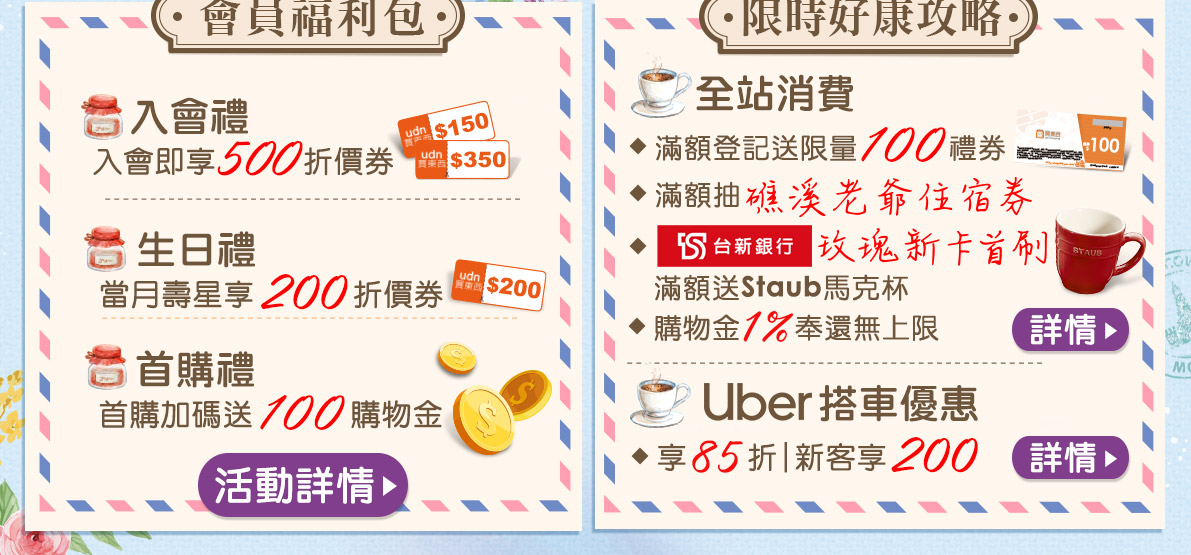 會員福利包
入會禮
入會即享500折價券
udn
買東西
$150
udn
買東西
$350
生日禮
當月壽星享200折價券
udn
買東西
$200
首購禮
首購加碼送100購物金
活動詳情
限時好康攻略
全站消費
滿額登記送限量100禮券
買東西
$100
滿額抽礁溪老爺住宿券
台新銀行 玫瑰新卡首刷
滿額送Staub馬克杯
STAUB
購物金1%奉還無上限
詳情
Uber搭車優惠
享85折|新客享200
詳情